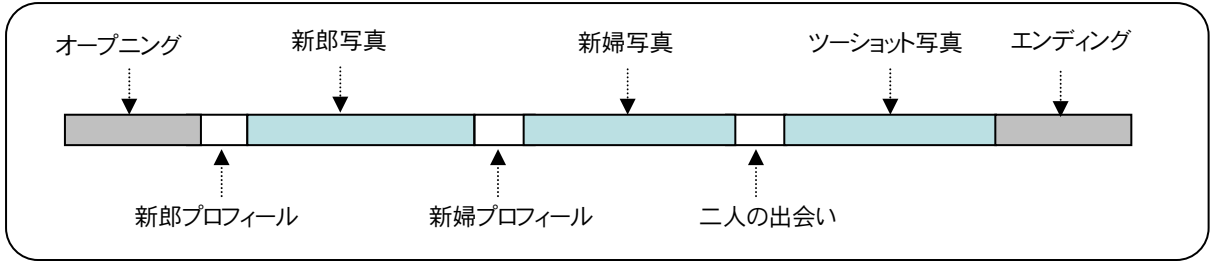 オープニング
新郎写真
新婦写真
ツーショット写真
エンディング
新郎プロフィール
新婦プロフィール
二人の出会い